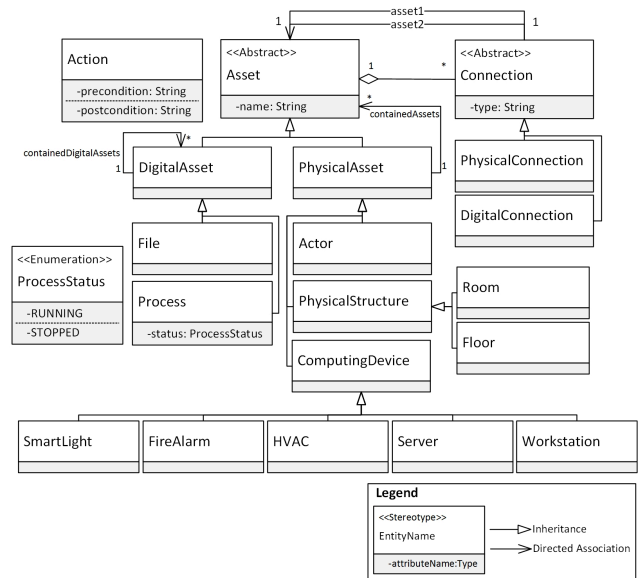 asset1
asset2
1
1
<<Abstract>>
Asset
-name: String
1
*
<<Abstract>>
Connection
-type: String
Action
-precondition: String
-postcondition: String
*
containedAssets
1
*
containedDigitalAssets
1
DigitalAsset
PhysicalAsset
PhysicalConnection
DigitalConnection
File
Actor
<<Enumeration>>
ProcessStatus
-RUNNING
-STOPPED
Process
-status: ProcessStatus
PhysicalStructure
Room
Floor
ComputingDevice
SmartLight
FireAlarm
HVAC
Server
Workstation
Legend
<<Stereotype>>
EntityName
-attributeName:Type
Inheritance
Directed Association